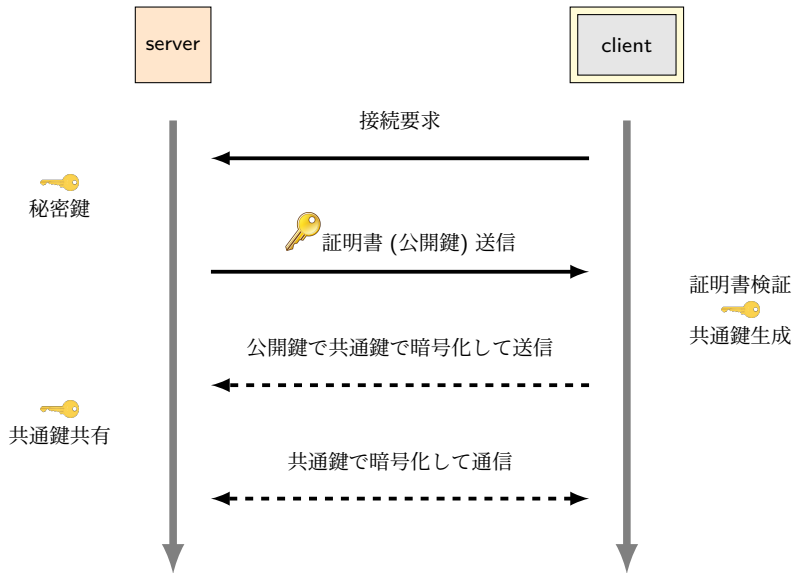 server
client
接続要求
秘密鍵
証明書 (公開鍵) 送信
証明書検証
共通鍵生成
公開鍵で共通鍵で暗号化して送信
共通鍵共有
共通鍵で暗号化して通信